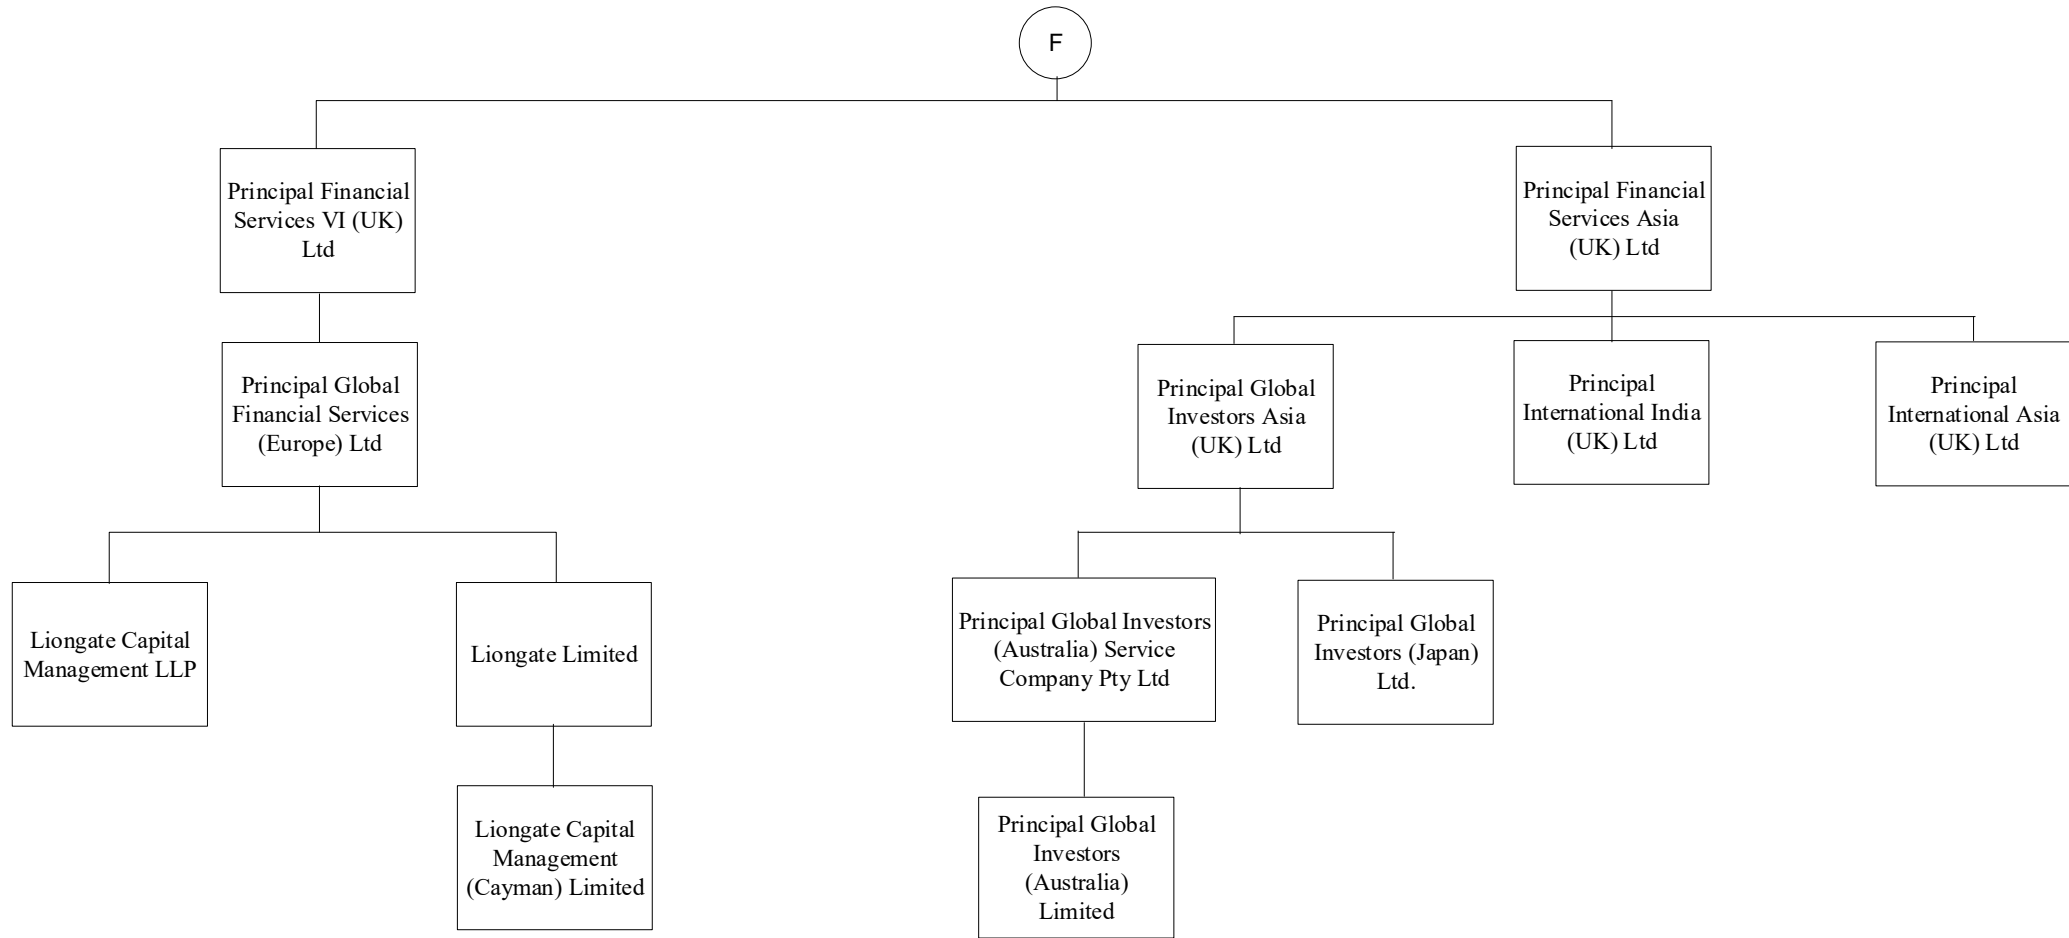 F
Principal Financial
Services VI (UK)
Ltd
Principal Financial
Services Asia
(UK) Ltd
Principal Global
Financial Services
(Europe) Ltd
Principal Global
Investors Asia
(UK) Ltd
Principal
International India
(UK) Ltd
Principal
International Asia
(UK) Ltd
Liongate Capital
Management LLP
Liongate Limited
Principal Global Investors
(Australia) Service
Company Pty Ltd
Principal Global
Investors (Japan)
Ltd.
Liongate Capital
Management
(Cayman) Limited
Principal Global
Investors
(Australia)
Limited